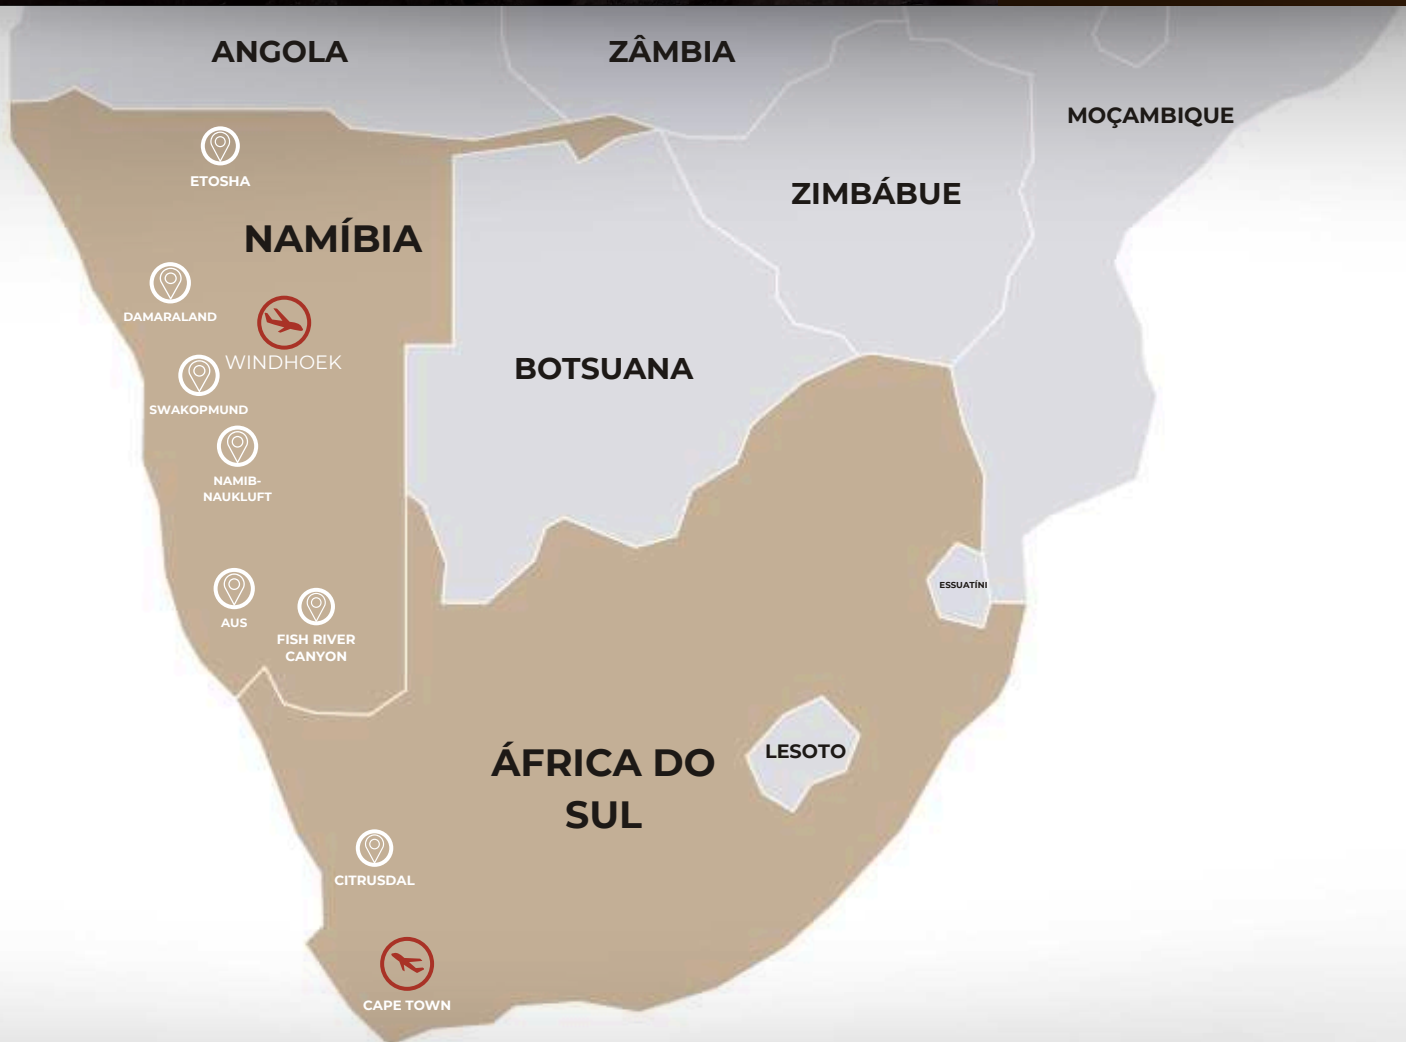 ANGOLA
ZÂMBIA
MOÇAMBIQUE
ETOSHA
ZIMBÁBUE
NAMÍBIA
DAMARALAND
WINDHOEK
BOTSUANA
SWAKOPMUND
NAMIB-
NAUKLUFT
ESSUATÍNI
AUS
FISH RIVER
CANYON
LESOTO
ÁFRICA DO
SUL
CITRUSDAL
CAPE TOWN